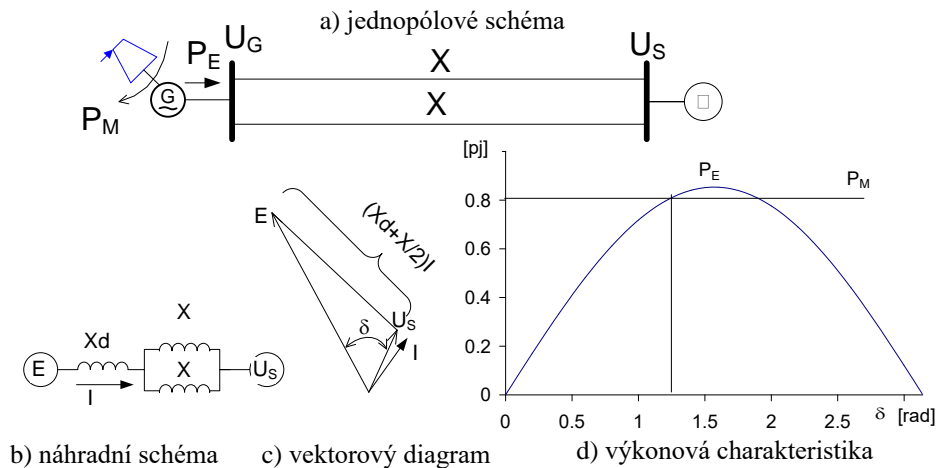 a) jednopólové schéma
U_G
U_S
P_E
X
G
X
P_M
[pj]
P_E
P_M
0.8
0.6
0.4
0.2
0
0
0.5
1
1.5
2
2.5
δ [rad]
E
(Xd+X/2)I
U_S
δ
I
X
Xd
E
X
U_S
I
b) náhradní schéma
c) vektorový diagram
d) výkonová charakteristika